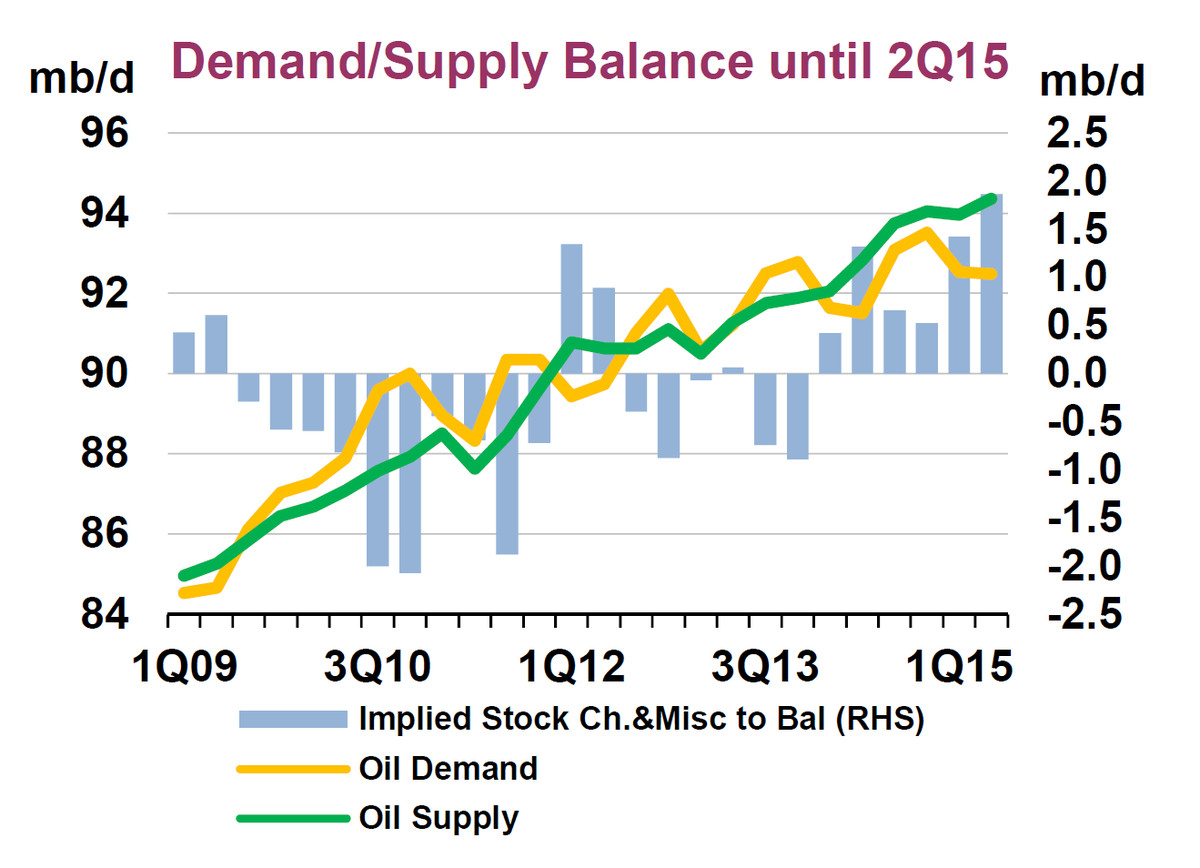 Demand/Supply Balance until 2Q15
mb/d
mb/d
96
94
92
90
88
86
84
2.5
2.0
1.5
1.0
0.5
0.0
-0.5
-1.0
-1.5
-2.0
-2.5
1Q09 3Q10 1Q12 3Q13 1Q15
Implied Stock Ch.&Misc to Bal (RHS)
Oil Demand
Oil Supply